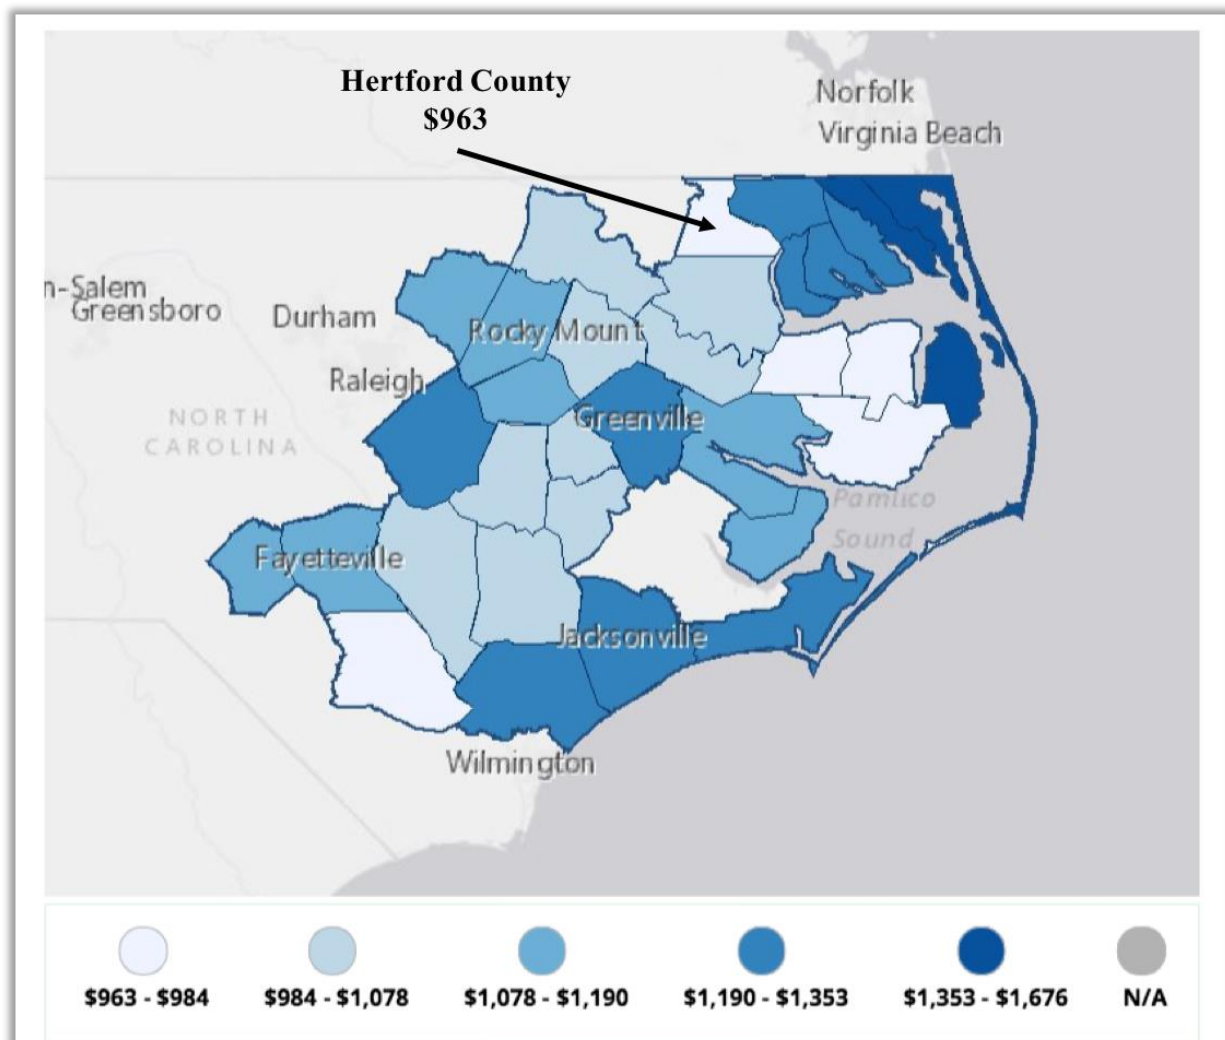 Hertford County
$963
Norfolk
Virginia Beach
n-Salem
Greensboro
Durham
Rocky Mount
Raleigh
NORTH
CAROLINA
Greenville
Pamlico
Sound
Fayetteville
Jacksonville
Wilmington
$963 - $984
$984 - $1,078
$1,078 - $1,190
$1,190 - $1,353
$1,353 - $1,676
N/A